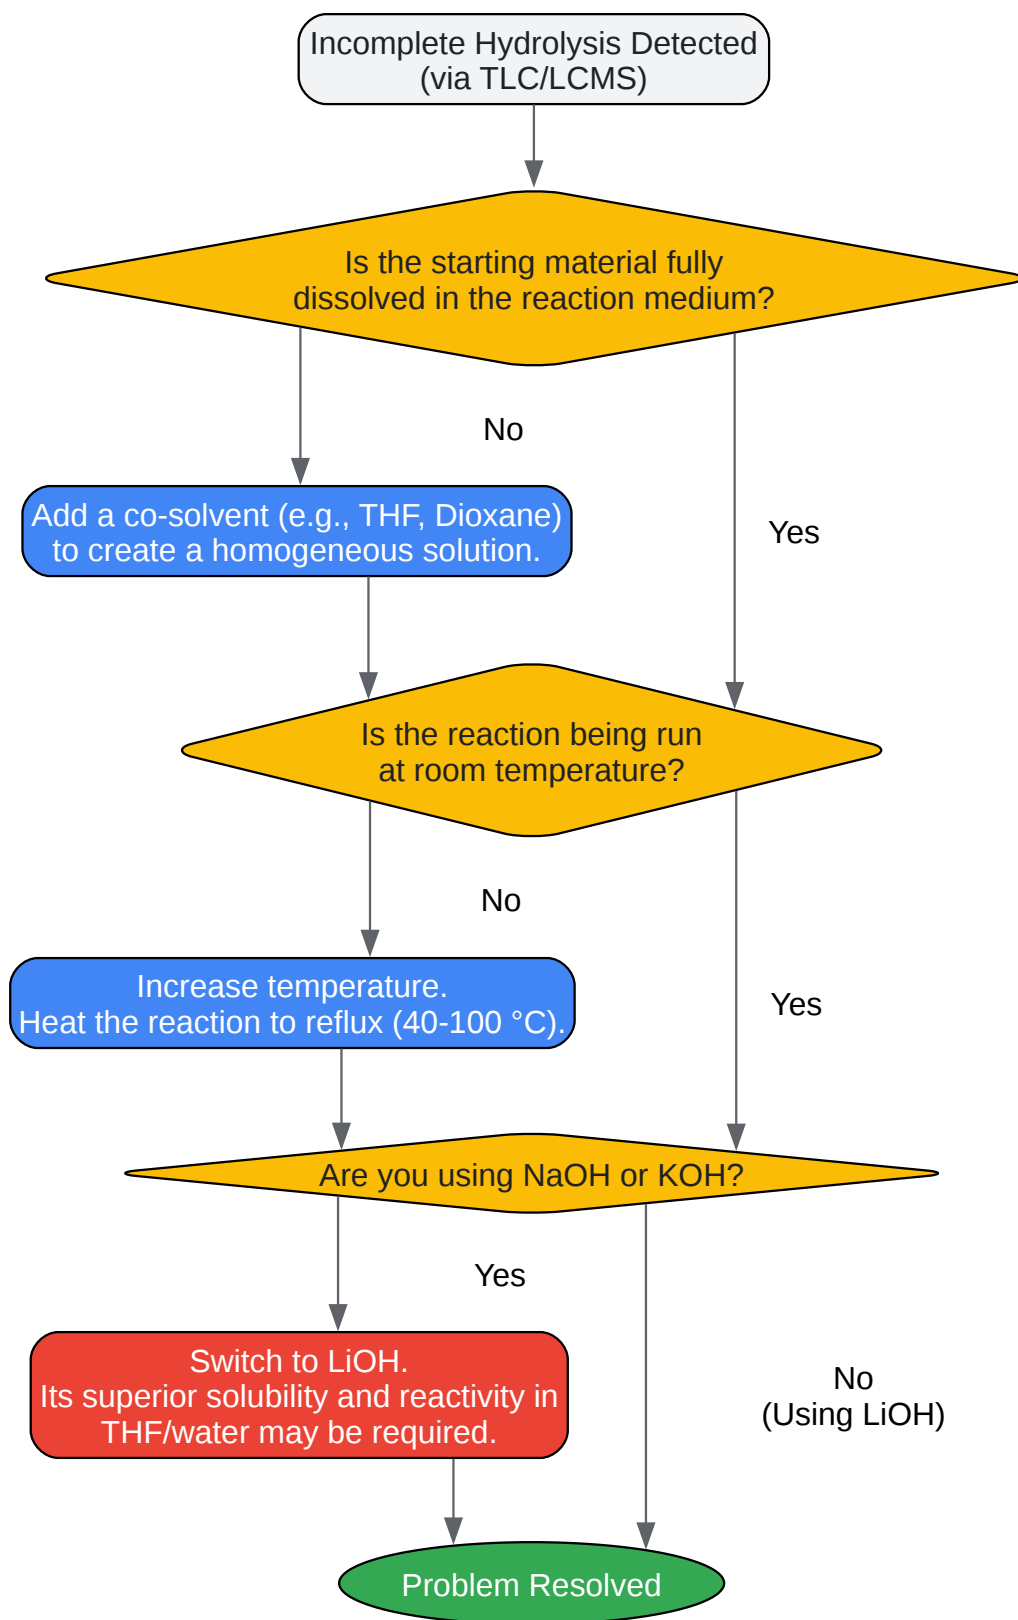 Incomplete Hydrolysis Detected
(via TLC/LCMS)
Is the starting material fully
dissolved in the reaction medium?
No
Add a co-solvent (e.g., THF, Dioxane)
to create a homogeneous solution.
Yes
Is the reaction being run
at room temperature?
No
Increase temperature.
Heat the reaction to reflux (40-100 °C).
Yes
Are you using NaOH or KOH?
Yes
Switch to LiOH.
Its superior solubility and reactivity in
THF/water may be required.
No
(Using LiOH)
Problem Resolved